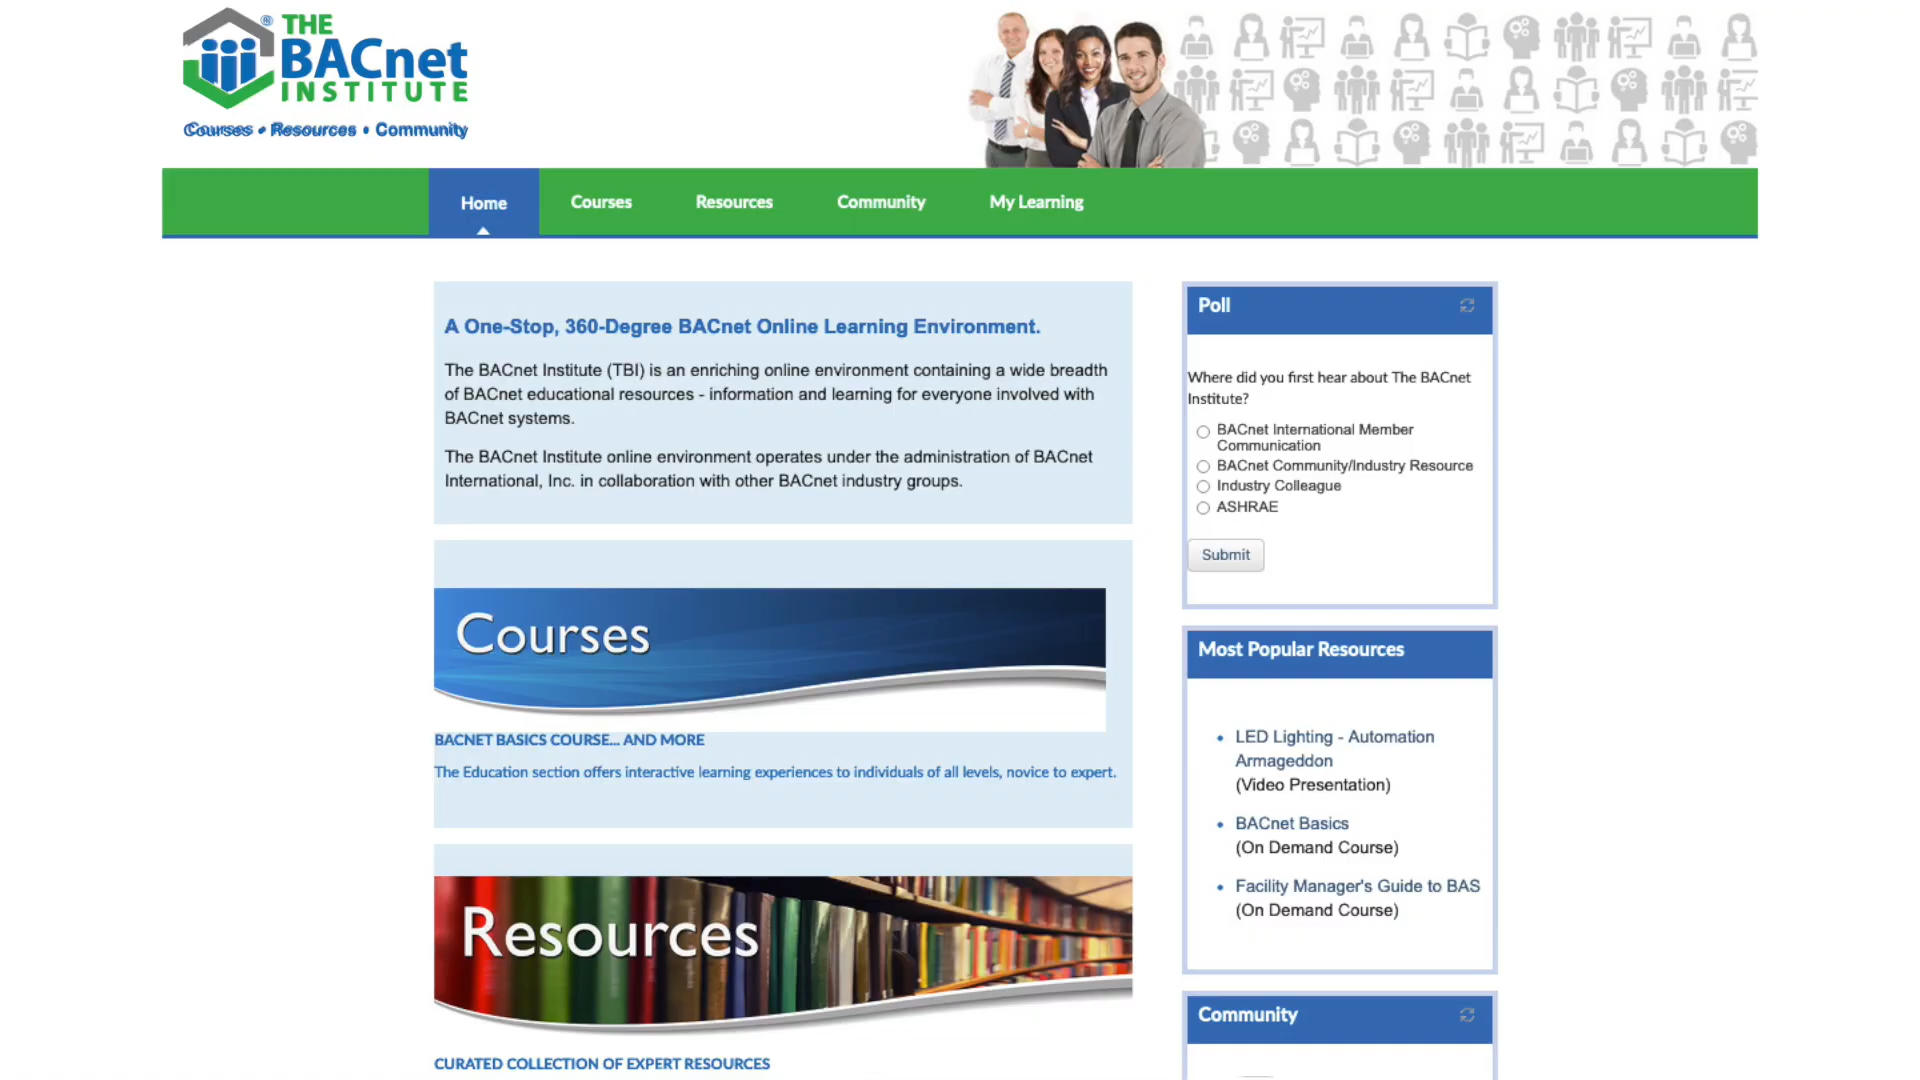 THE
BACnet
INSTITUTE
®
Courses • Resources • Community
Home
Courses
Resources
Community
My Learning
A One-Stop, 360-Degree BACnet Online Learning Environment.
The BACnet Institute (TBI) is an enriching online environment containing a wide breadth
of BACnet educational resources - information and learning for everyone involved with
BACnet systems.
The BACnet Institute online environment operates under the administration of BACnet
International, Inc. in collaboration with other BACnet industry groups.
Courses
BACNET BASICS COURSE... AND MORE
The Education section offers interactive learning experiences to individuals of all levels, novice to expert.
Resources
CURATED COLLECTION OF EXPERT RESOURCES
Poll
Where did you first hear about The BACnet
Institute?
BACnet International Member
Communication
BACnet Community/Industry Resource
Industry Colleague
ASHRAE
Submit
Most Popular Resources
• LED Lighting - Automation
Armageddon
(Video Presentation)
• BACnet Basics
(On Demand Course)
• Facility Manager's Guide to BAS
(On Demand Course)
Community